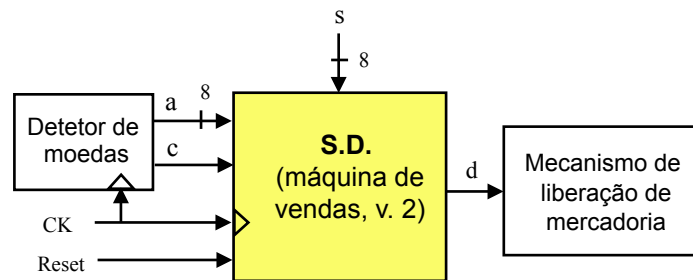 s
8
a
8
Detetor de
moedas
c
S.D.
(máquina de
vendas, v. 2)
d
Mecanismo de
liberação de
mercadoria
CK
Reset